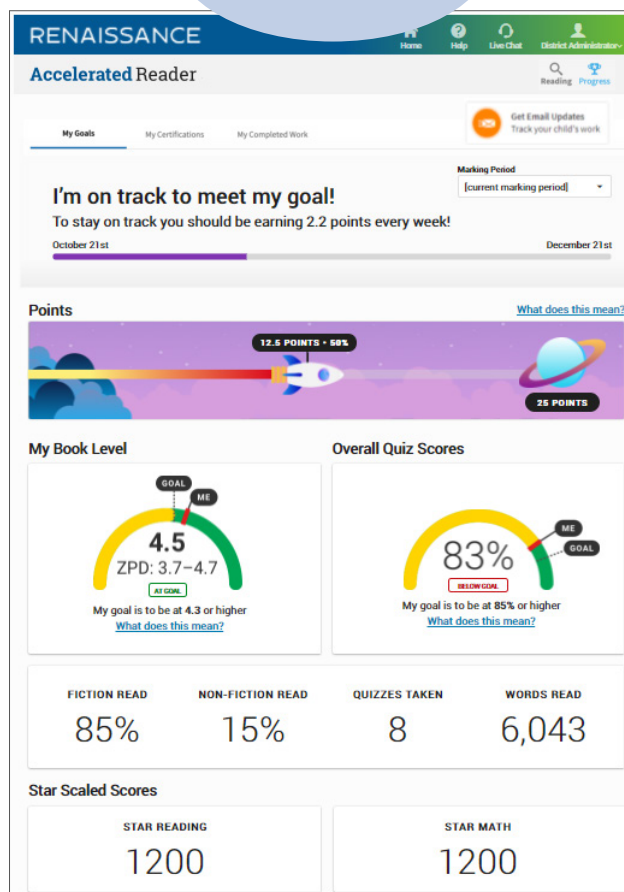 RENAISSANCE
Home
Help
Live Chat
District Administrator
Accelerated Reader
Reading
Progress
My Goals
My Certifications
My Completed Work
Get Email Updates
Track your child's work
Marking Period
[current marking period]
I'm on track to meet my goal!
To stay on track you should be earning 2.2 points every week!
October 21st
December 21st
Points
What does this mean?
12.5 POINTS • 50%
25 POINTS
My Book Level
Overall Quiz Scores
GOAL
ME
4.5
ZPD: 3.7–4.7
AT GOAL
My goal is to be at 4.3 or higher
What does this mean?
ME
GOAL
83%
BELOW GOAL
My goal is to be at 85% or higher
What does this mean?
FICTION READ
NON-FICTION READ
QUIZZES TAKEN
WORDS READ
85%
15%
8
6,043
Star Scaled Scores
STAR READING
STAR MATH
1200
1200